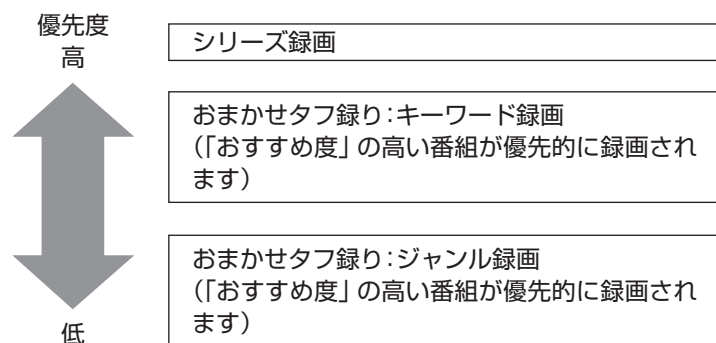 優先度
高
シリーズ録画
おまかせタフ録り:キーワード録画
(「おすすめ度」の高い番組が優先的に録画され
ます)
おまかせタフ録り:ジャンル録画
(「おすすめ度」の高い番組が優先的に録画され
ます)
低